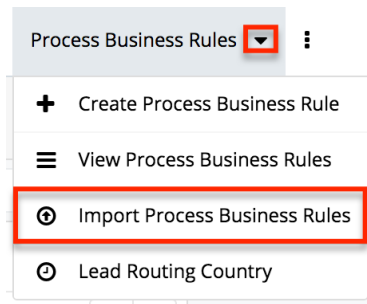 Process Business Rules
Create Process Business Rule
View Process Business Rules
Import Process Business Rules
Lead Routing Country